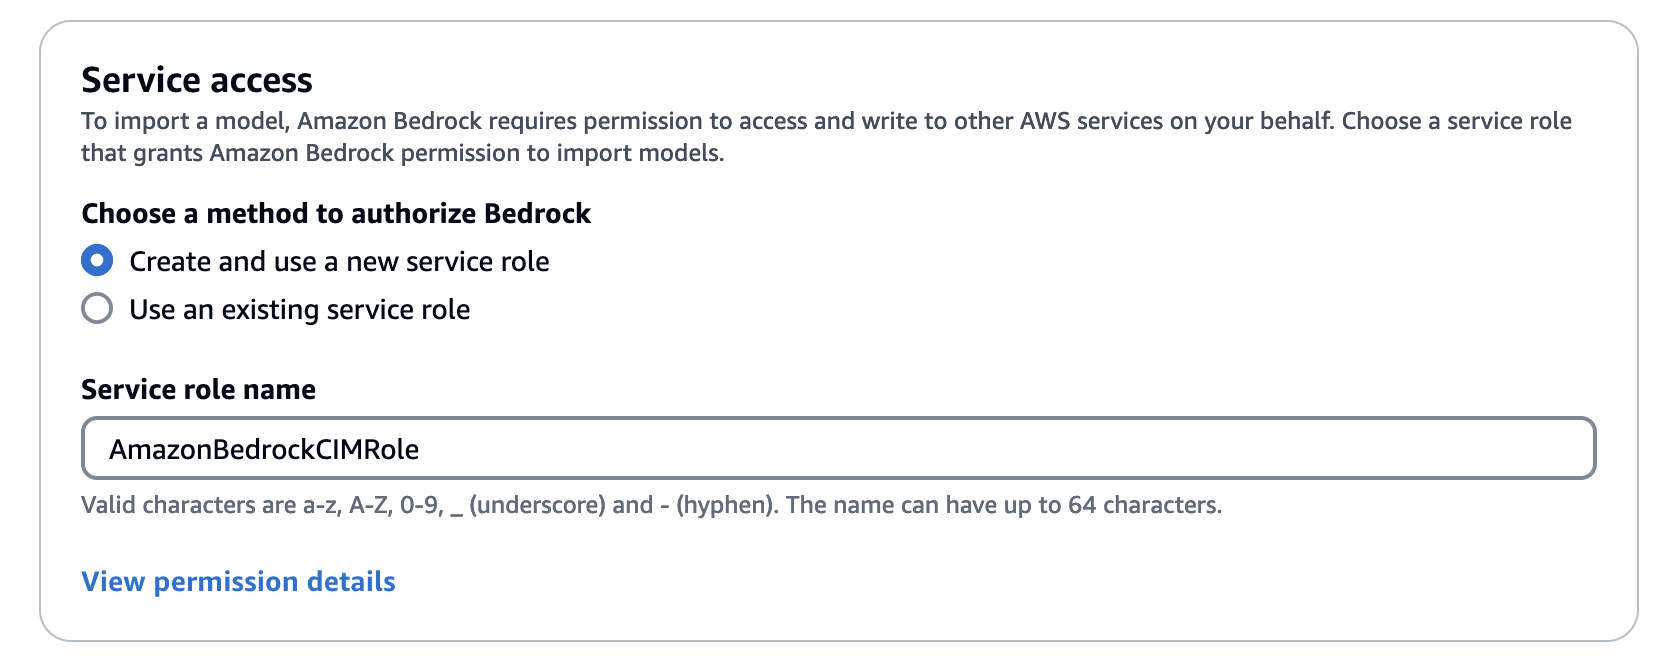 Service access
To import a model, Amazon Bedrock requires permission to access and write to other AWS services on your behalf. Choose a service role
that grants Amazon Bedrock permission to import models.
Choose a method to authorize Bedrock
Create and use a new service role
Use an existing service role
Service role name
AmazonBedrockCIMRole
Valid characters are a-z, A-Z, 0-9, _ (underscore) and - (hyphen). The name can have up to 64 characters.
View permission details